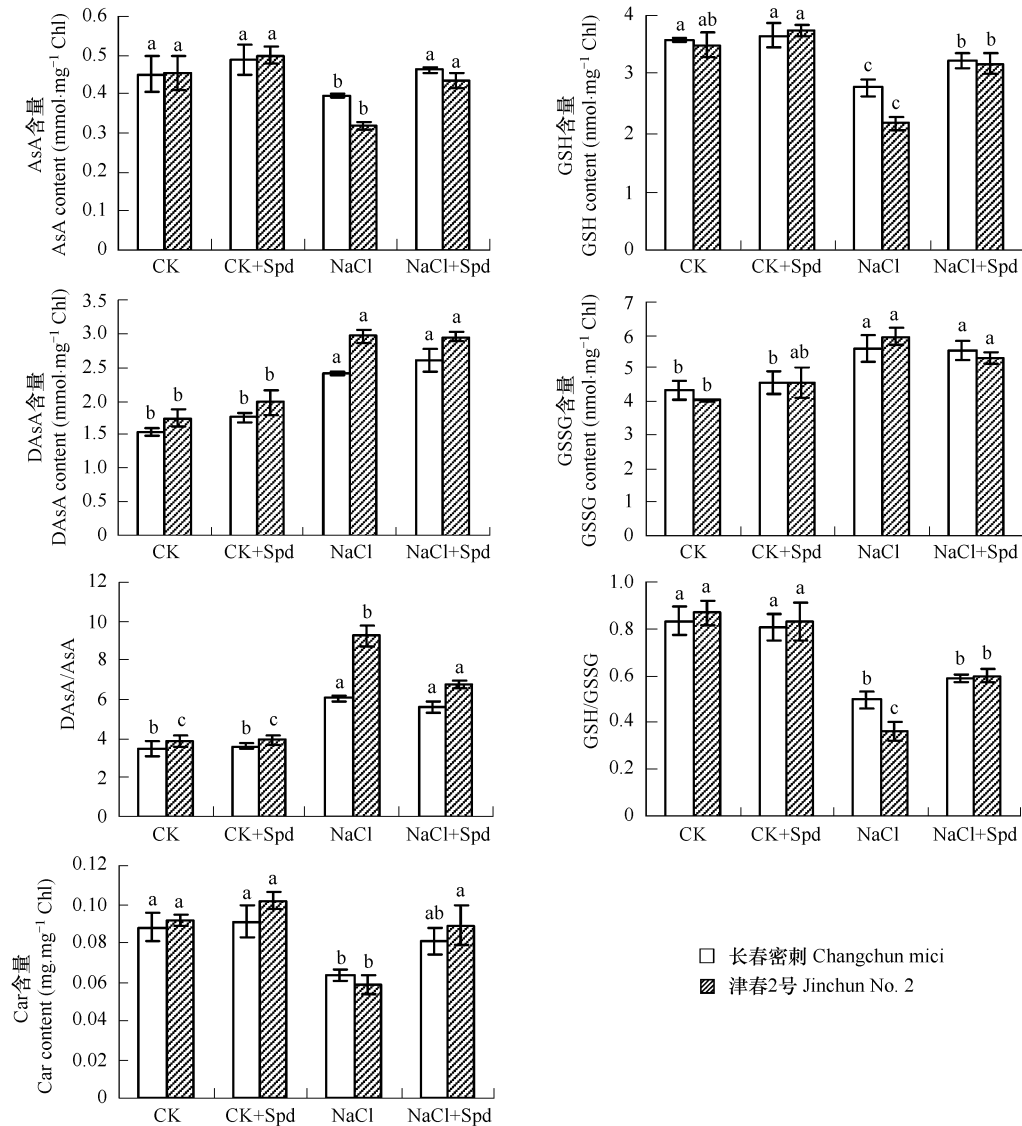 AsA含量
AsA content (mmol·mg⁻¹ Chl)
0.6
0.5
0.4
0.3
0.2
0.1
0
a a a a b b a a
CK CK+Spd NaCl NaCl+Spd
GSH含量
GSH content (nmol·mg⁻¹ Chl)
4
3
2
1
0
a ab a a c c b b
CK CK+Spd NaCl NaCl+Spd
DAsA含量
DAsA content (mmol·mg⁻¹ Chl)
3.5
3.0
2.5
2.0
1.5
1.0
0.5
0
b b b b a a a a
CK CK+Spd NaCl NaCl+Spd
GSSG含量
GSSG content (nmol·mg⁻¹ Chl)
7
6
5
4
3
2
1
0
b b b ab a a a a
CK CK+Spd NaCl NaCl+Spd
DAsA/AsA
12
10
8
6
4
2
0
b c b c a b a a
CK CK+Spd NaCl NaCl+Spd
GSH/GSSG
1.0
0.8
0.6
0.4
0.2
0
a a a a b c b b
CK CK+Spd NaCl NaCl+Spd
Car含量
Car content (mg.mg⁻¹ Chl)
0.12
0.10
0.08
0.06
0.04
0.02
0
a a a a b b ab a
CK CK+Spd NaCl NaCl+Spd
长春密刺 Changchun mici
津春2号 Jinchun No. 2